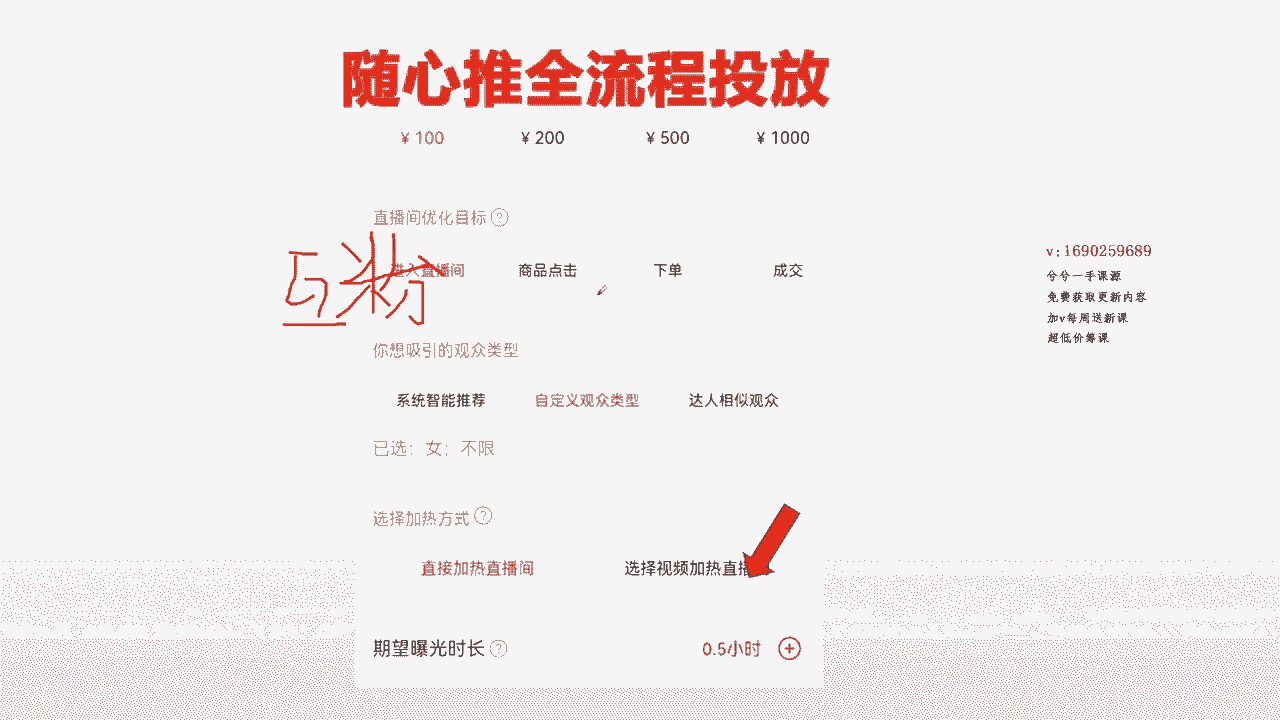 随心推全流程投放
¥ 100 ¥ 200 ¥ 500 ¥ 1000
直播间优化目标 ?
进入直播间 商品点击 下单 成交
互粉
你想吸引的观众类型
系统智能推荐 自定义观众类型 达人相似观众
已选：女；不限
选择加热方式 ?
直接加热直播间 选择视频加热直播
期望曝光时长 ? 0.5小时 +
v:1690259689
兮兮一手课源
免费获取更新内容
加v每周送新课
超低价筹课